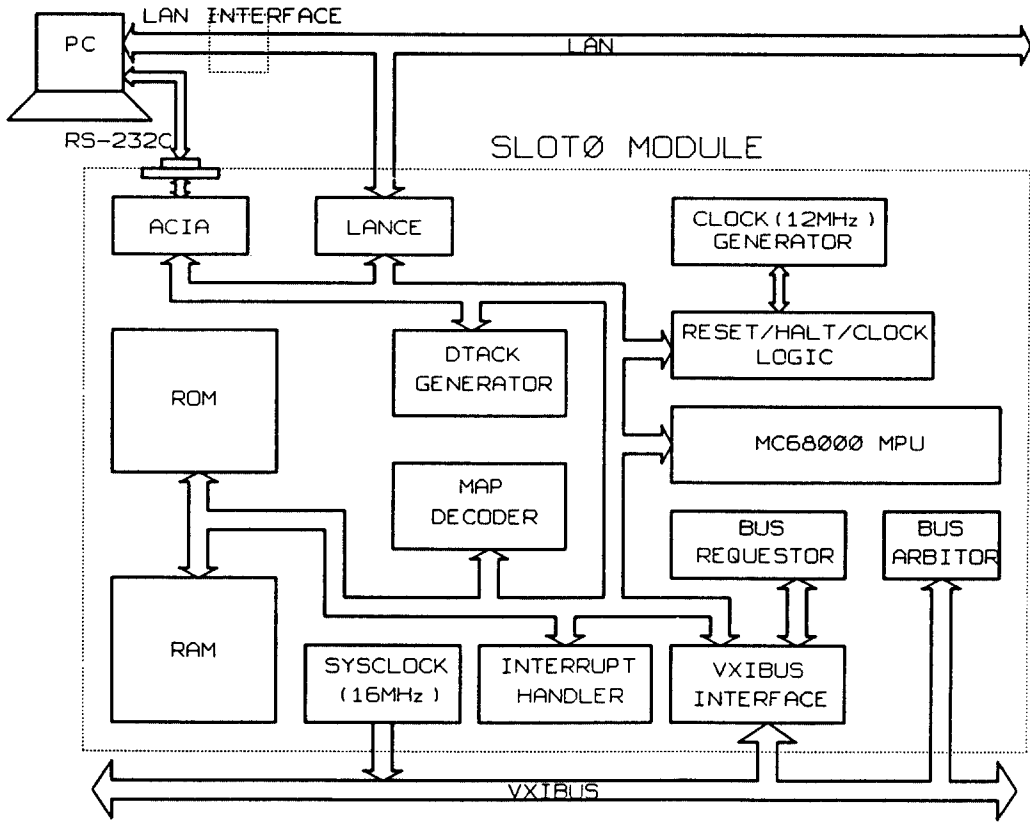 LAN INTERFACE
PC
LAN
RS-232C
SLOTØ MODULE
ACIA
LANCE
CLOCK(12MHz)
GENERATOR
DTACK
GENERATOR
RESET/HALT/CLOCK
LOGIC
ROM
MC68000 MPU
MAP
DECODER
BUS
REQUESTOR
BUS
ARBITOR
RAM
SYSCLOCK
(16MHz)
INTERRUPT
HANDLER
VXIBUS
INTERFACE
VXIBUS